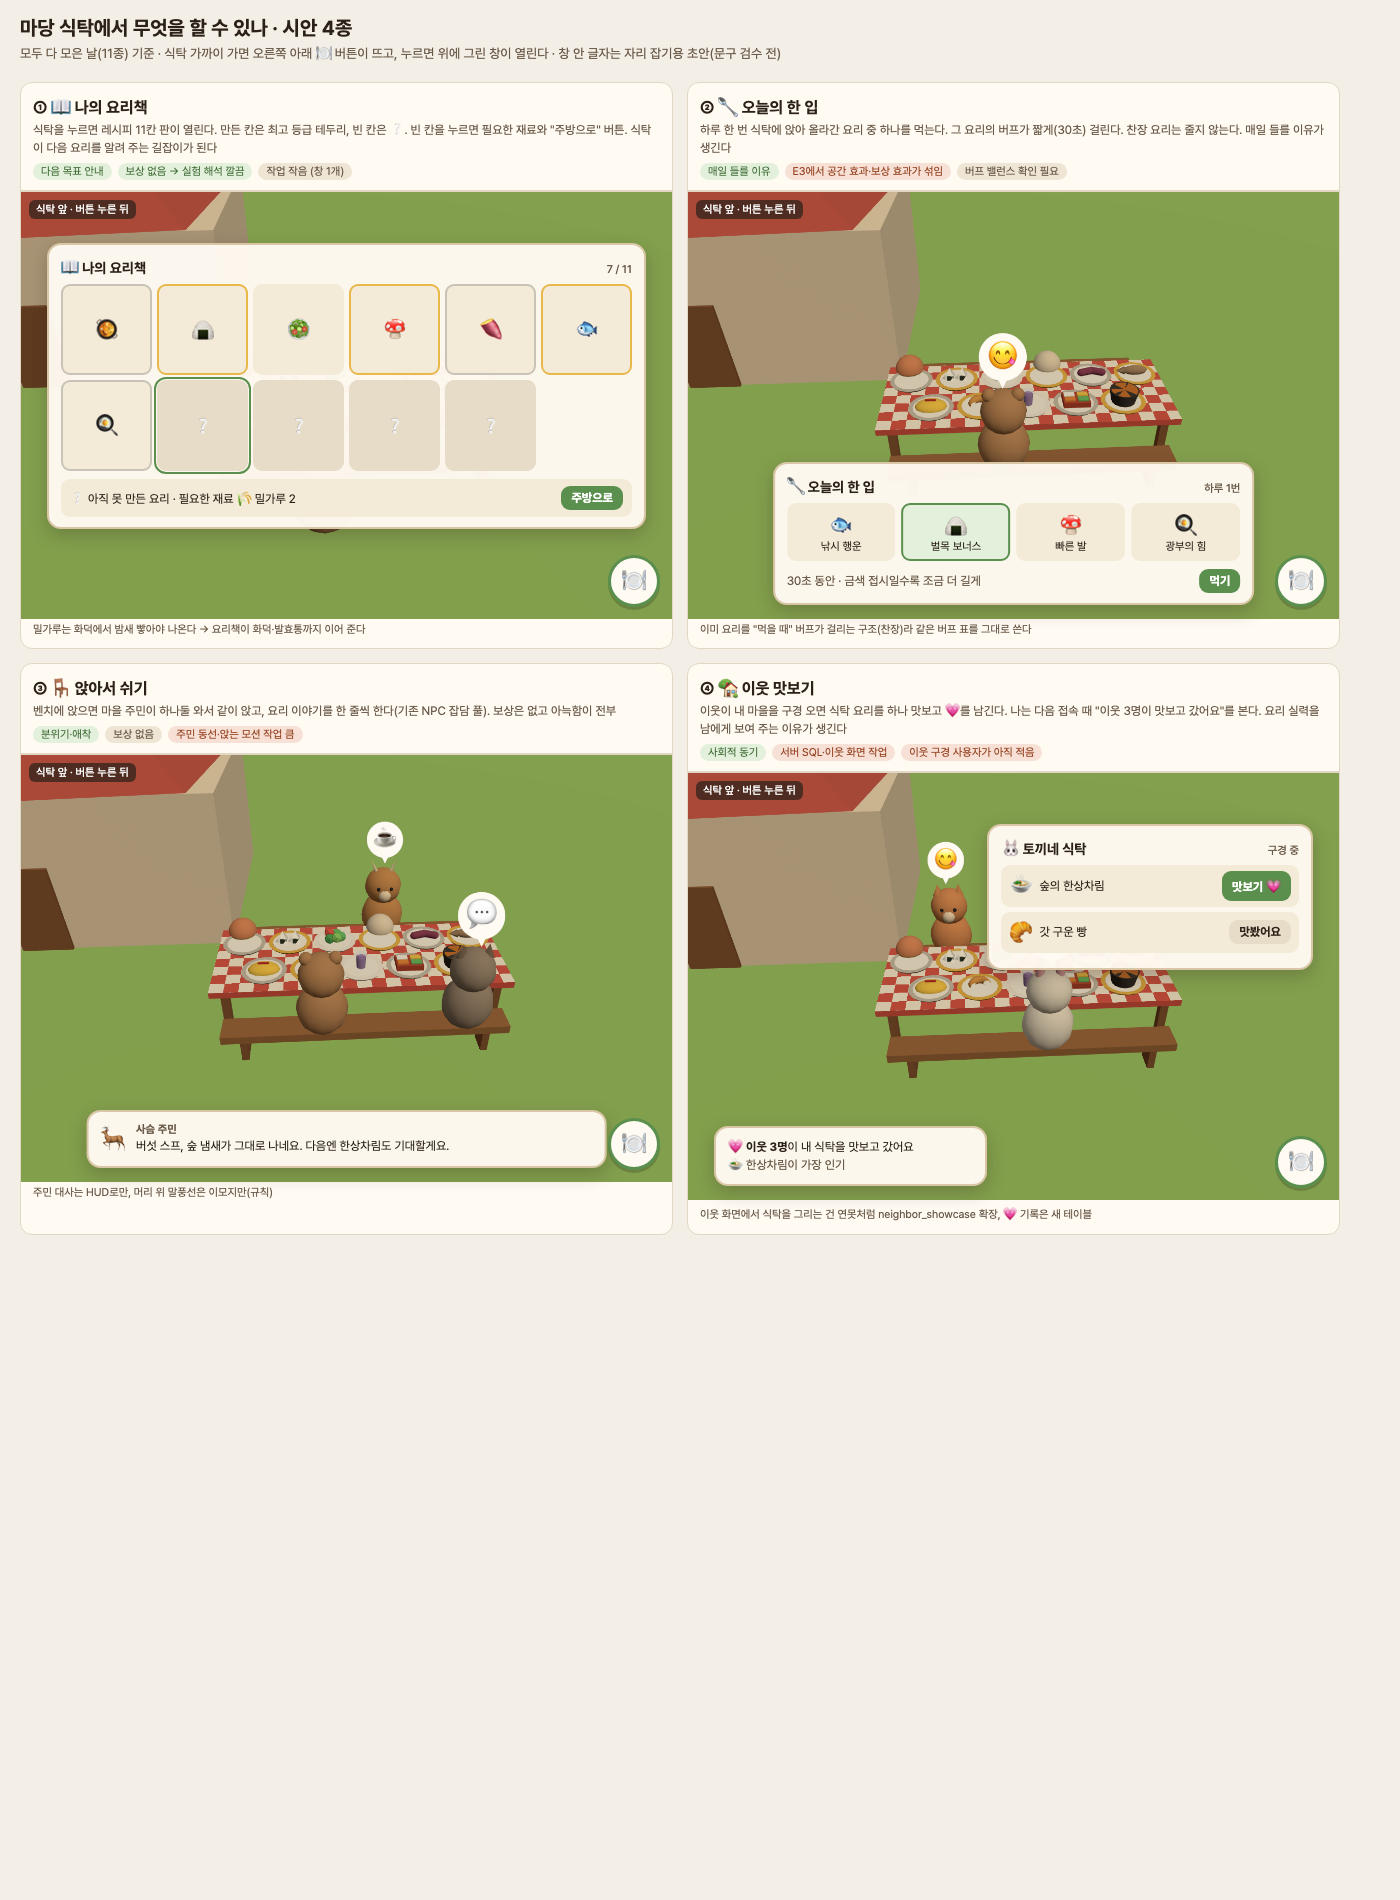 마당 식탁에서 무엇을 할 수 있나 · 시안 4종
모두 다 모은 날(11종) 기준 · 식탁 가까이 가면 오른쪽 아래 🍽️ 버튼이 뜨고, 누르면 위에 그린 창이 열린다 · 창 안 글자는 자리 잡기용 초안(문구 검수 전)
① 📖 나의 요리책
식탁을 누르면 레시피 11칸 판이 열린다. 만든 칸은 최고 등급 테두리, 빈 칸은 ❔. 빈 칸을 누르면 필요한 재료와 "주방으로" 버튼. 식탁
이 다음 요리를 알려 주는 길잡이가 된다
다음 목표 안내 보상 없음 → 실험 해석 깔끔 작업 작음 (창 1개)
식탁 앞 · 버튼 누른 뒤
📖 나의 요리책 7 / 11
? ? ? ?
❔ 아직 못 만든 요리 · 필요한 재료 🌾 밀가루 2 주방으로
밀가루는 화덕에서 밤새 빻아야 나온다 → 요리책이 화덕·발효통까지 이어 준다
② 🥄 오늘의 한 입
하루 한 번 식탁에 앉아 올라간 요리 중 하나를 먹는다. 그 요리의 버프가 짧게(30초) 걸린다. 찬장 요리는 줄지 않는다. 매일 들를 이유가
생긴다
매일 들를 이유 E3에서 공간 효과·보상 효과가 섞임 버프 밸런스 확인 필요
식탁 앞 · 버튼 누른 뒤
🥄 오늘의 한 입 하루 1번
낚시 행운 벌목 보너스 빠른 발 광부의 힘
30초 동안 · 금색 접시일수록 조금 더 길게 먹기
이미 요리를 "먹을 때" 버프가 걸리는 구조(찬장)라 같은 버프 표를 그대로 쓴다
③ 🪑 앉아서 쉬기
벤치에 앉으면 마을 주민이 하나둘 와서 같이 앉고, 요리 이야기를 한 줄씩 한다(기존 NPC 잡담 풀). 보상은 없고 아늑함이 전부
분위기·애착 보상 없음 주민 동선·앉는 모션 작업 큼
식탁 앞 · 버튼 누른 뒤
사슴 주민
버섯 스프, 숲 냄새가 그대로 나네요. 다음엔 한상차림도 기대할게요.
주민 대사는 HUD로만, 머리 위 말풍선은 이모지만(규칙)
④ 🏡 이웃 맛보기
이웃이 내 마을을 구경 오면 식탁 요리를 하나 맛보고 💗를 남긴다. 나는 다음 접속 때 "이웃 3명이 맛보고 갔어요"를 본다. 요리 실력을
남에게 보여 주는 이유가 생긴다
사회적 동기 서버 SQL·이웃 화면 작업 이웃 구경 사용자가 아직 적음
식탁 앞 · 버튼 누른 뒤
🐰 토끼네 식탁 구경 중
숲의 한상차림 맛보기 💗
갓 구운 빵 맛봤어요
💗 이웃 3명이 내 식탁을 맛보고 갔어요
🍲 한상차림이 가장 인기
이웃 화면에서 식탁을 그리는 건 연못처럼 neighbor_showcase 확장, 💗 기록은 새 테이블